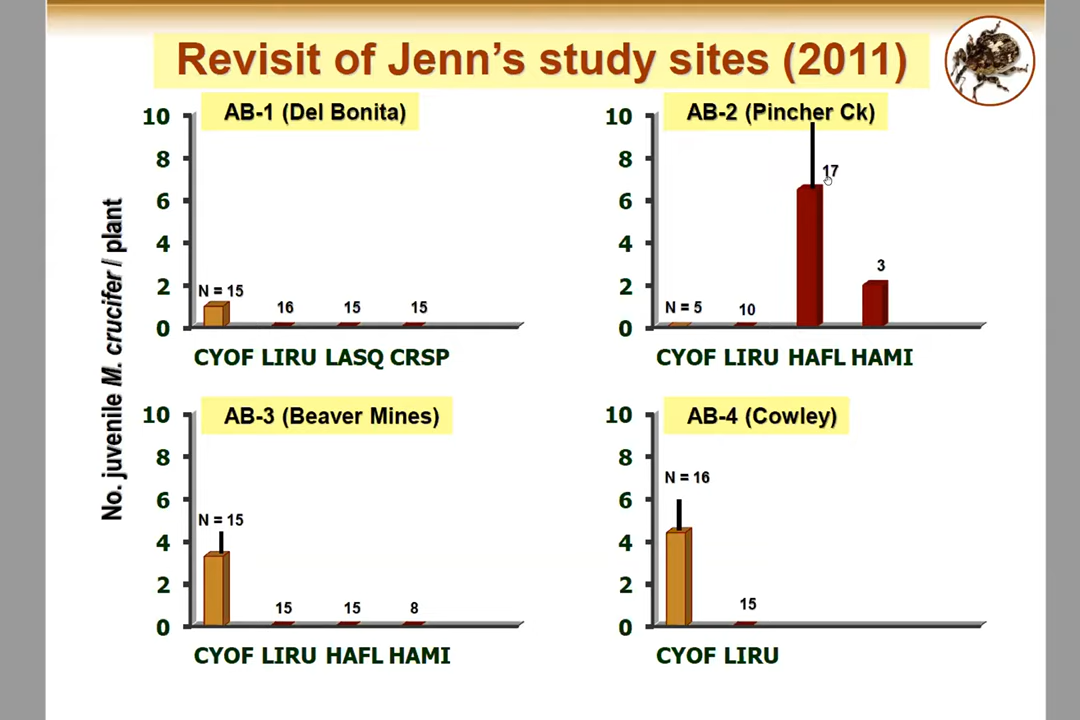 Revisit of Jenn's study sites (2011)
No. juvenile M. crucifer / plant
AB-1 (Del Bonita)
10
8
6
4
2
0
N = 15
16
15
15
CYOF LIRU LASQ CRSP
AB-2 (Pincher Ck)
10
8
6
4
2
0
N = 5
10
17
3
CYOF LIRU HAFL HAMI
AB-3 (Beaver Mines)
10
8
6
4
2
0
N = 15
15
15
8
CYOF LIRU HAFL HAMI
AB-4 (Cowley)
10
8
6
4
2
0
N = 16
15
CYOF LIRU